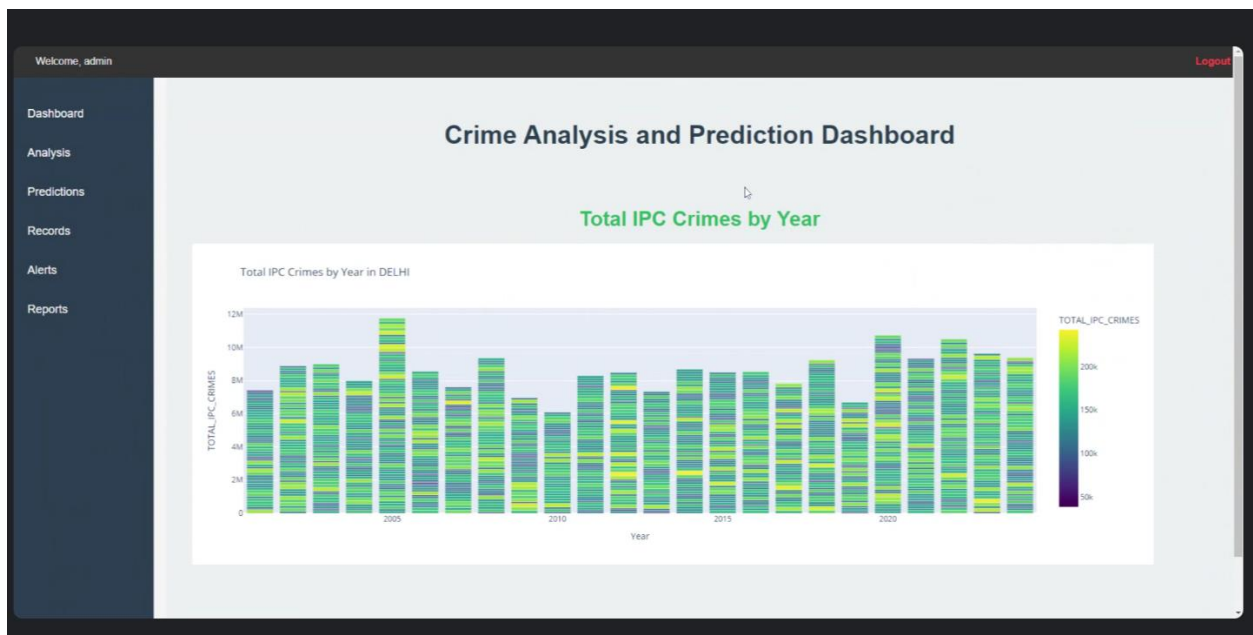 Welcome, admin
Logout
Dashboard
Analysis
Predictions
Records
Alerts
Reports
Crime Analysis and Prediction Dashboard
Total IPC Crimes by Year
Total IPC Crimes by Year in DELHI
TOTAL_IPC_CRIMES
12M
10M
8M
6M
4M
2M
0
2005
2010
2015
2020
Year
TOTAL_IPC_CRIMES
200k
150k
100k
50k